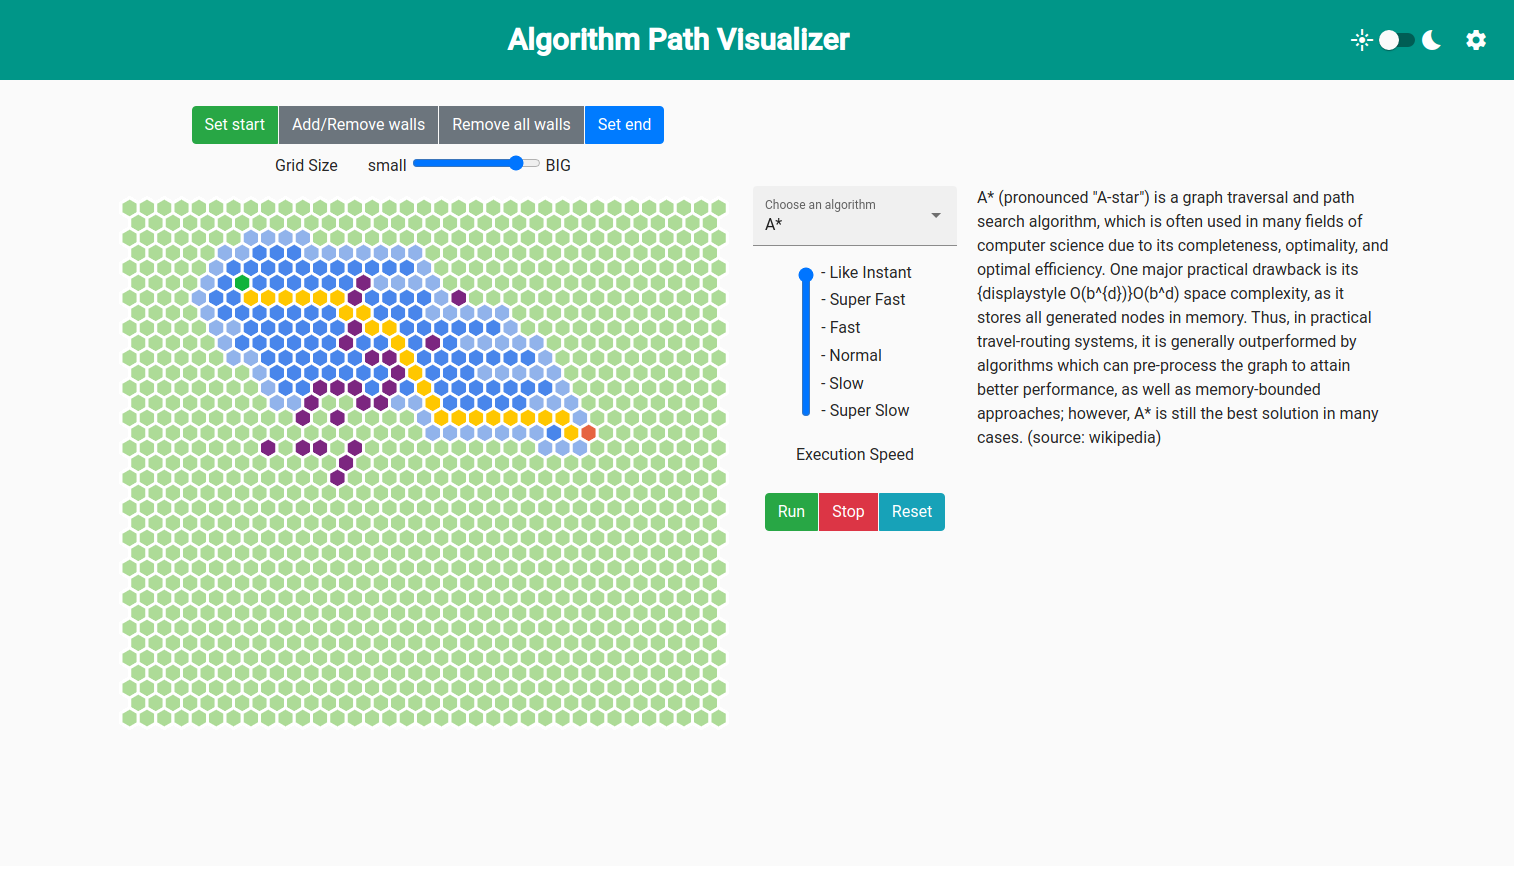 Algorithm Path Visualizer
Set start
Add/Remove walls
Remove all walls
Set end
Grid Size
small
BIG
Choose an algorithm
A*
- Like Instant
- Super Fast
- Fast
- Normal
- Slow
- Super Slow
Execution Speed
Run
Stop
Reset
A* (pronounced "A-star") is a graph traversal and path
search algorithm, which is often used in many fields of
computer science due to its completeness, optimality, and
optimal efficiency. One major practical drawback is its
{displaystyle O(b^{d})}O(b^d) space complexity, as it
stores all generated nodes in memory. Thus, in practical
travel-routing systems, it is generally outperformed by
algorithms which can pre-process the graph to attain
better performance, as well as memory-bounded
approaches; however, A* is still the best solution in many
cases. (source: wikipedia)